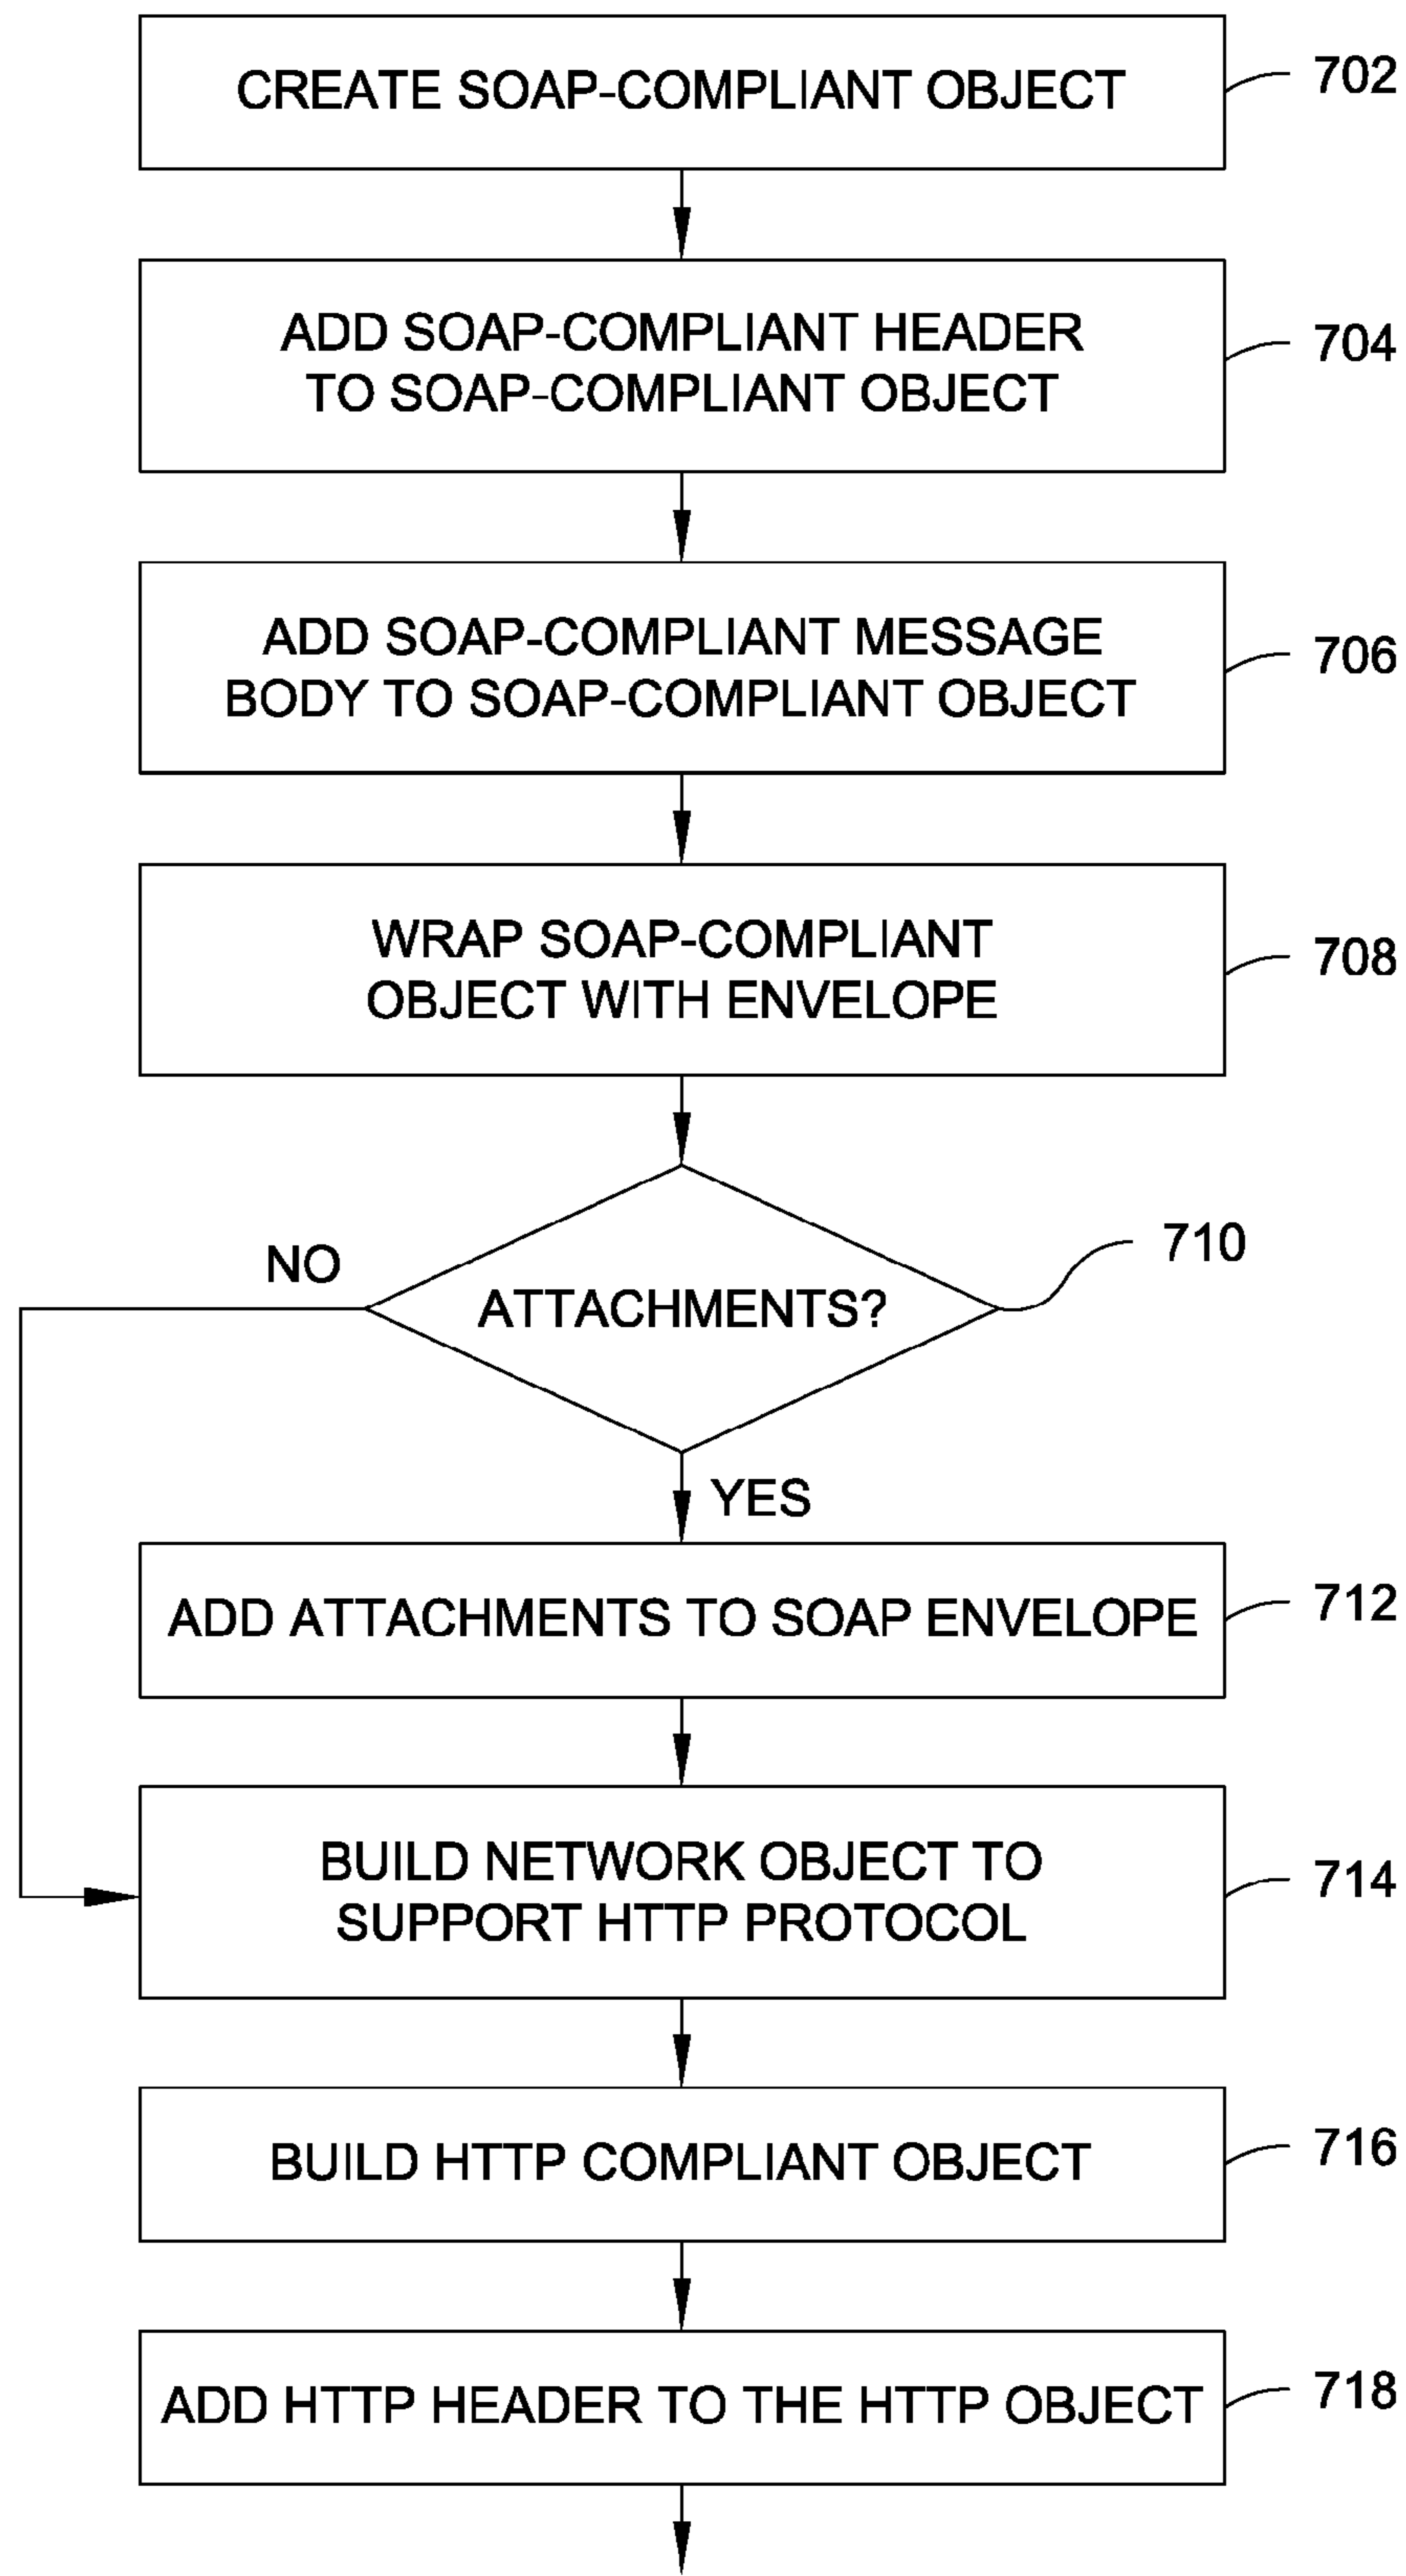 CREATE SOAP-COMPLIANT OBJECT
702
ADD SOAP-COMPLIANT HEADER
TO SOAP-COMPLIANT OBJECT
704
ADD SOAP-COMPLIANT MESSAGE
BODY TO SOAP-COMPLIANT OBJECT
706
WRAP SOAP-COMPLIANT
OBJECT WITH ENVELOPE
708
NO
ATTACHMENTS?
710
YES
ADD ATTACHMENTS TO SOAP ENVELOPE
712
BUILD NETWORK OBJECT TO
SUPPORT HTTP PROTOCOL
714
BUILD HTTP COMPLIANT OBJECT
716
ADD HTTP HEADER TO THE HTTP OBJECT
718